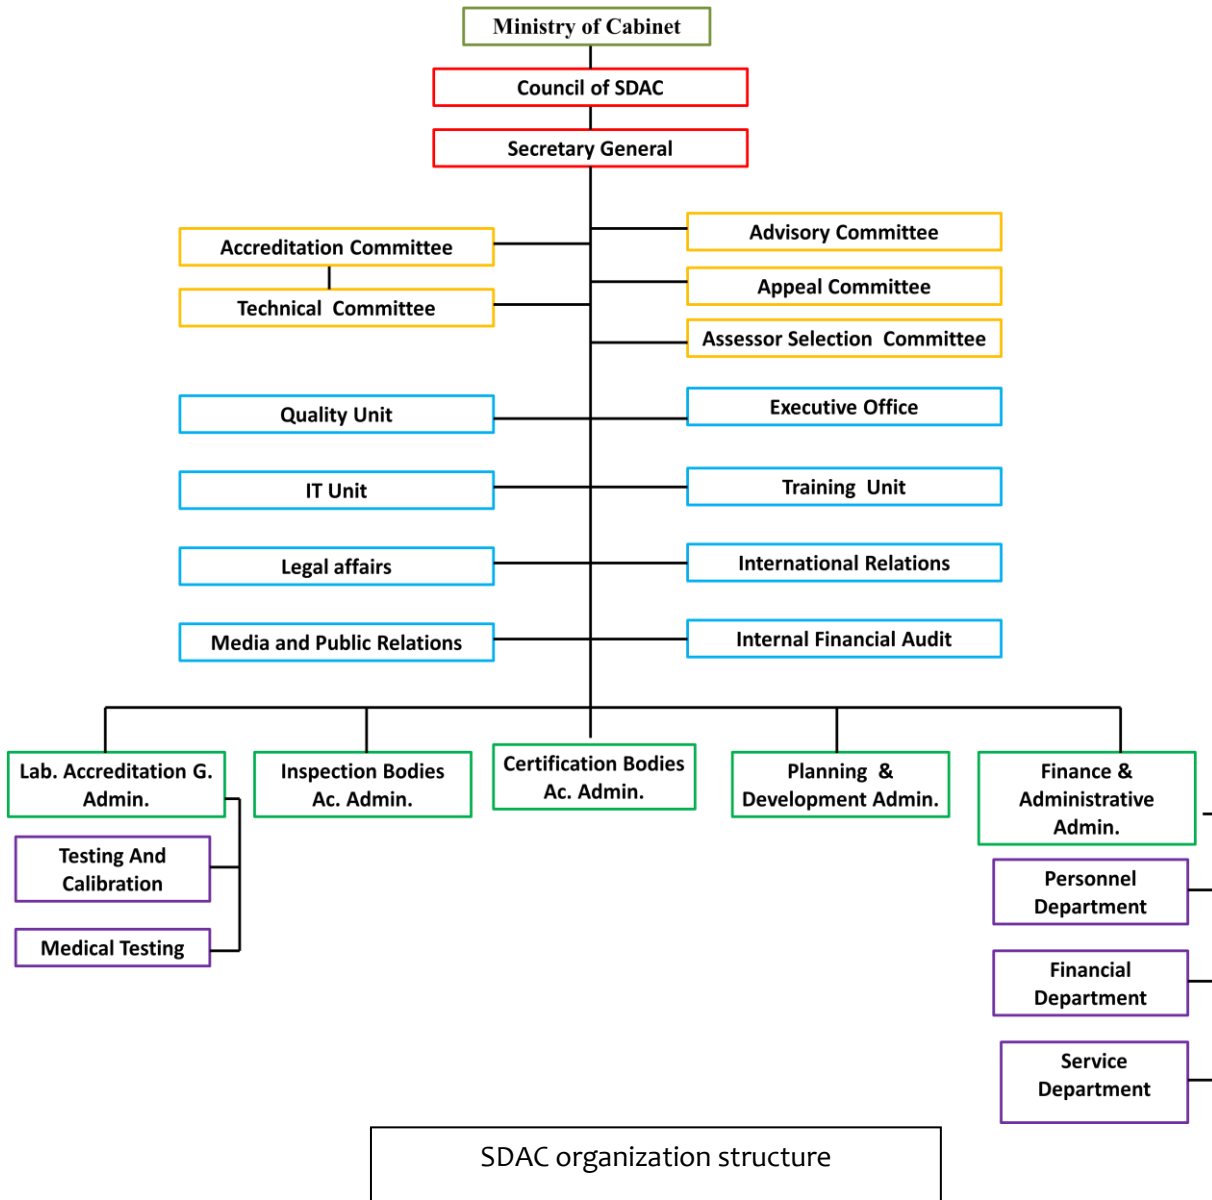 Ministry of Cabinet
Council of SDAC
Secretary General
Accreditation Committee
Advisory Committee
Technical Committee
Appeal Committee
Assessor Selection Committee
Quality Unit
Executive Office
IT Unit
Training Unit
Legal affairs
International Relations
Media and Public Relations
Internal Financial Audit
Lab. Accreditation G.
Admin.
Inspection Bodies
Ac. Admin.
Certification Bodies
Ac. Admin.
Planning &
Development Admin.
Finance &
Administrative
Admin.
Testing And
Calibration
Medical Testing
Personnel
Department
Financial
Department
Service
Department
SDAC organization structure